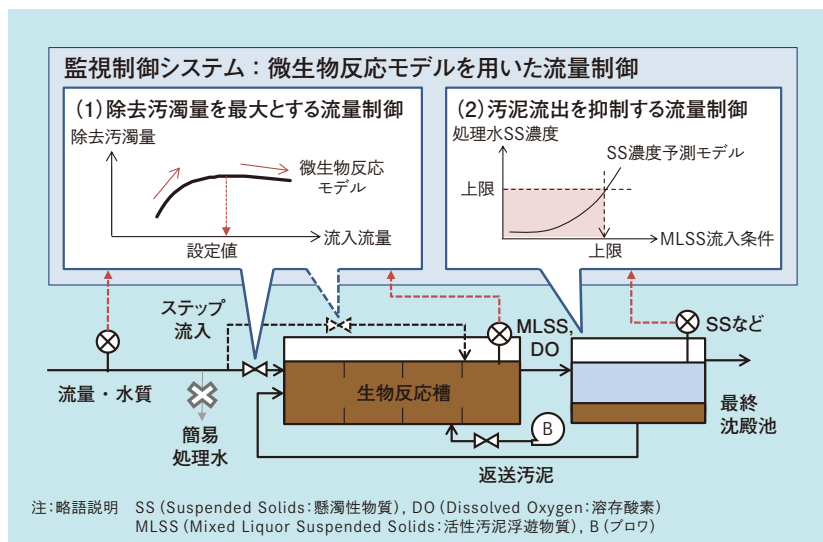 監視制御システム：微生物反応モデルを用いた流量制御
(1)除去汚濁量を最大とする流量制御
除去汚濁量
微生物反応
モデル
流入流量
設定値
(2)汚泥流出を抑制する流量制御
処理水SS濃度
SS濃度予測モデル
上限
MLSS流入条件
上限
ステップ
流入
MLSS,
DO
SSなど
流量・水質
生物反応槽
簡易
処理水
B
最終
沈殿池
返送汚泥
注：略語説明　SS（Suspended Solids：懸濁性物質），DO（Dissolved Oxygen：溶存酸素）
MLSS（Mixed Liquor Suspended Solids：活性汚泥浮遊物質），B（ブロワ）